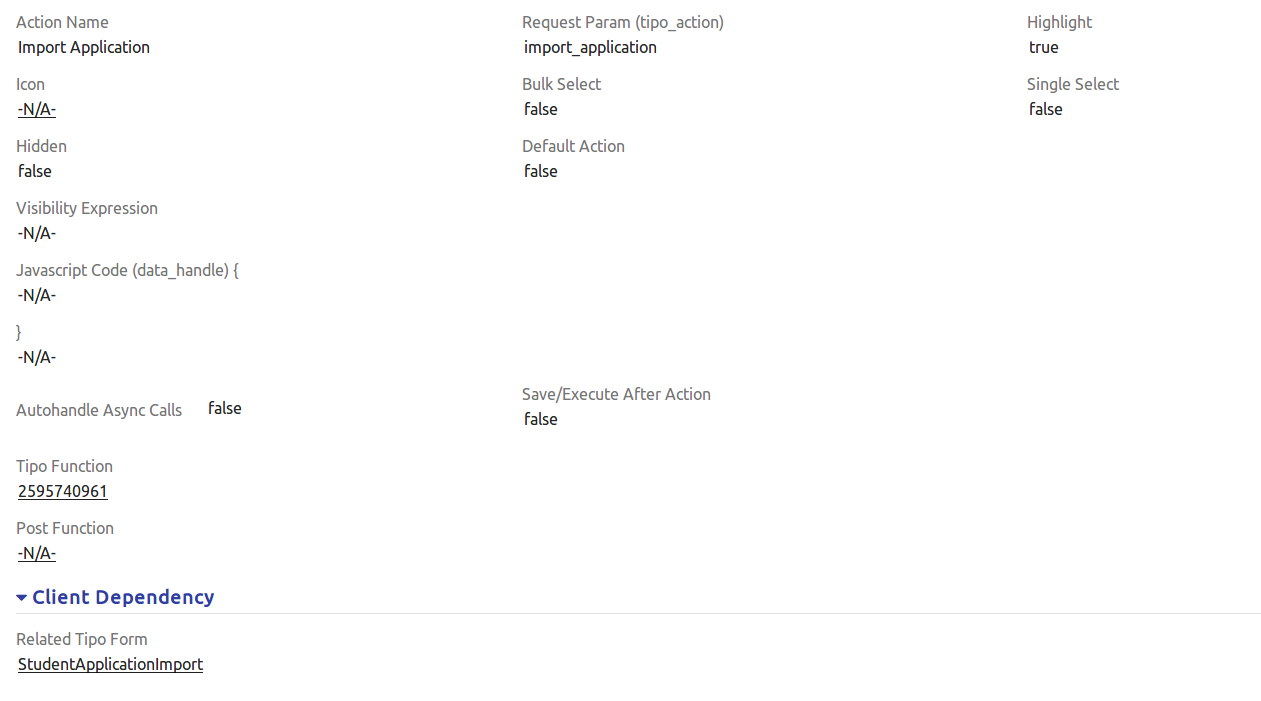 Action Name Request Param (tipo_action) Highlight
Import Application import_application true
Icon Bulk Select Single Select
-N/A- false false
Hidden Default Action
false false
Visibility Expression
-N/A-
Javascript Code (data_handle) {
-N/A-
}
-N/A-
Save/Execute After Action
Autohandle Async Calls false
false
Tipo Function
2595740961
Post Function
-N/A-
Client Dependency
Related Tipo Form
StudentApplicationImport